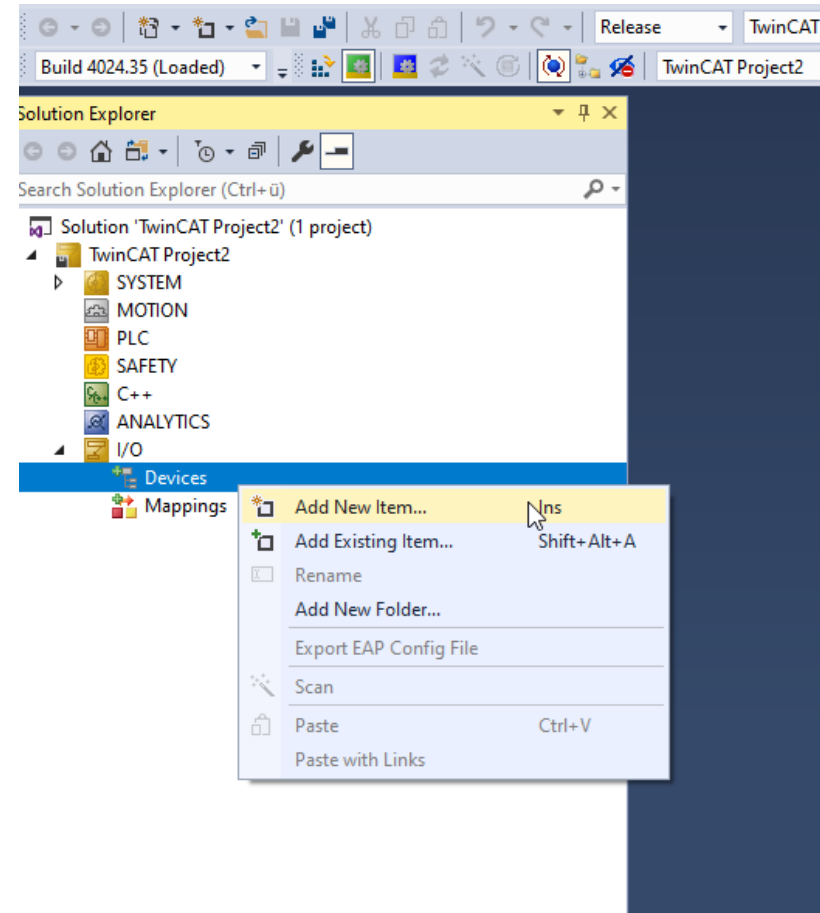 Release TwinCAT
Build 4024.35 (Loaded) TwinCAT Project2
Solution Explorer
Search Solution Explorer (Ctrl+ü)
Solution 'TwinCAT Project2' (1 project)
TwinCAT Project2
SYSTEM
MOTION
PLC
SAFETY
C++
ANALYTICS
I/O
Devices
Mappings
Add New Item... Ins
Add Existing Item... Shift+Alt+A
Rename
Add New Folder...
Export EAP Config File
Scan
Paste Ctrl+V
Paste with Links